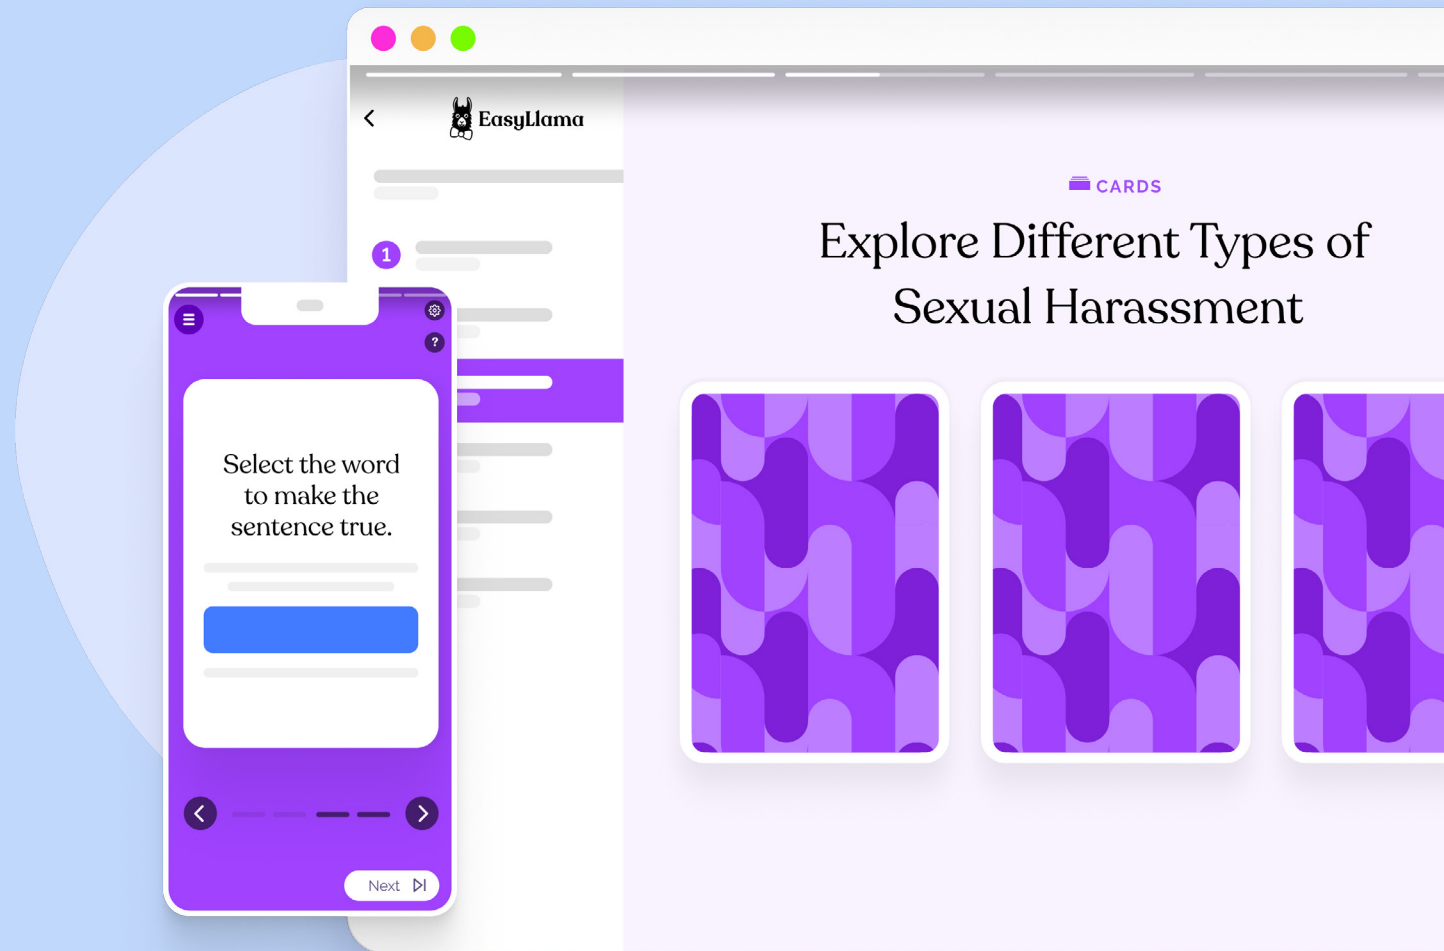 EasyLlama
CARDS
Explore Different Types of
Sexual Harassment
1
?
Select the word
to make the
sentence true.
Next